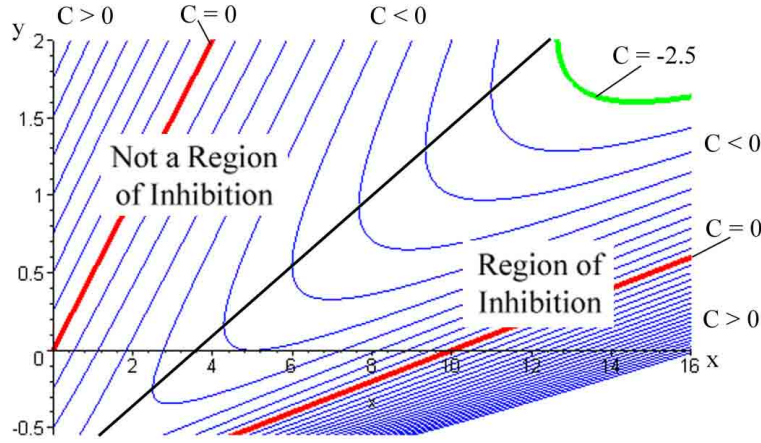 C > 0
C = 0
C < 0
y
2
C = -2.5
1.5
Not a Region
of Inhibition
C < 0
1
C = 0
0.5
Region of
Inhibition
C > 0
0
2
4
6
8
10
12
14
16
x
x
-0.5